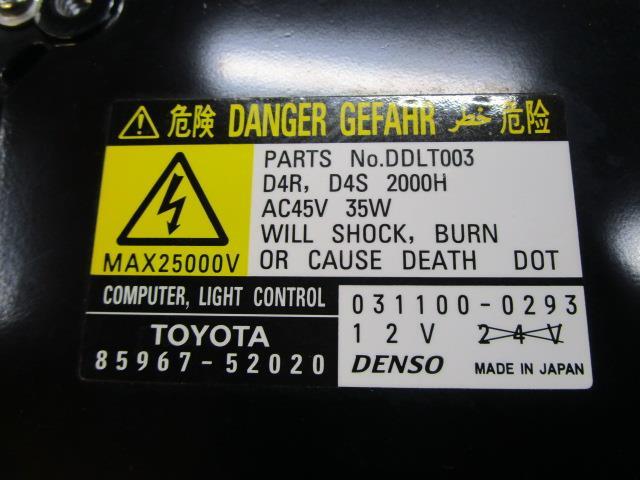 危険 DANGER GEFAHR خطر 危险
PARTS No.DDLT003
D4R, D4S 2000H
AC45V 35W
WILL SHOCK, BURN
OR CAUSE DEATH DOT
MAX25000V
COMPUTER, LIGHT CONTROL
TOYOTA
85967-52020
031100-0293
12V 24V
DENSO MADE IN JAPAN